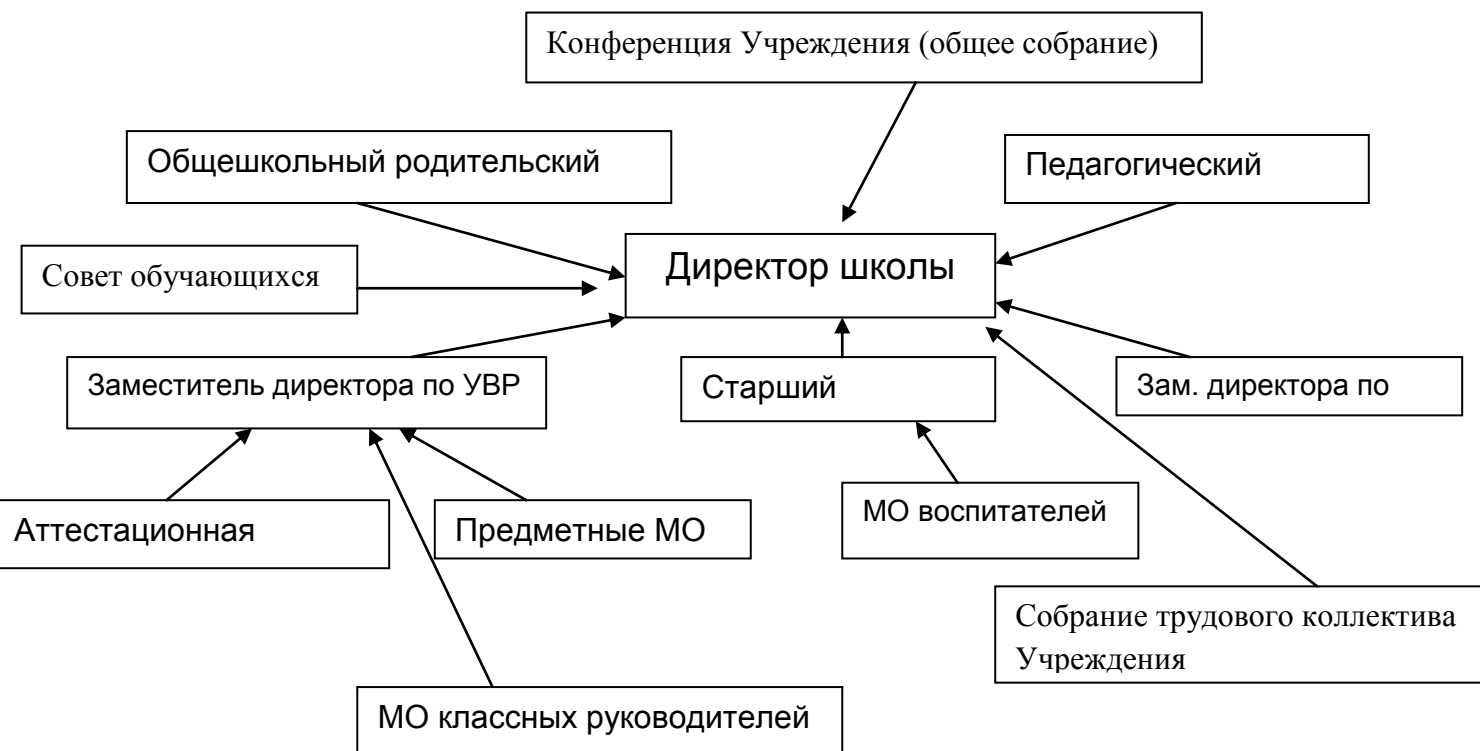 Конференция Учреждения (общее собрание)
Общешкольный родительский
Педагогический
Директор школы
Совет обучающихся
Заместитель директора по УВР
Старший
Зам. директора по
МО воспитателей
Аттестационная
Предметные МО
Собрание трудового коллектива
Учреждения
МО классных руководителей